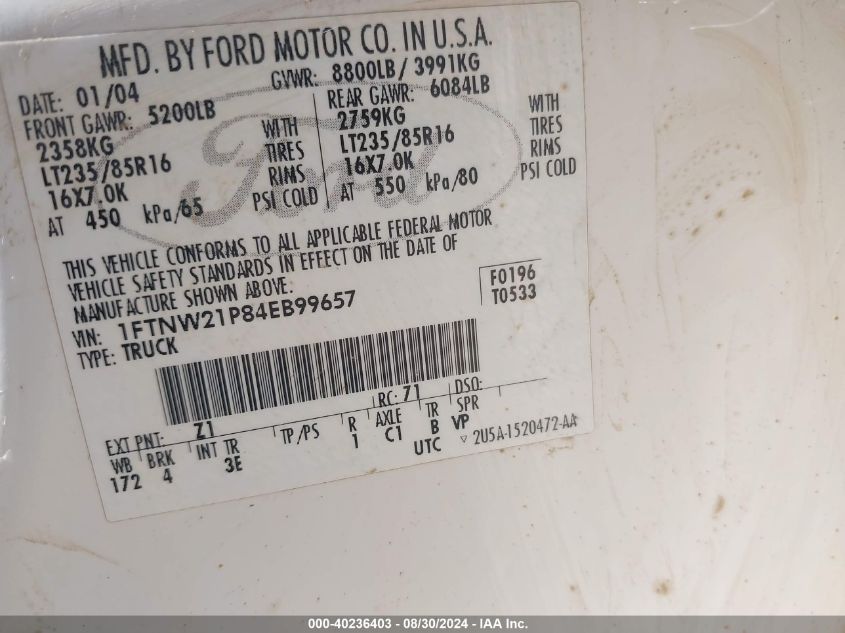 MFD. BY FORD MOTOR CO. IN U.S.A.
DATE: 01/04 GVWR: 8800LB/ 3991KG
FRONT GAWR: 5200LB REAR GAWR: 6084LB
2358KG WITH 2759KG WITH
LT235/85R16 TIRES LT235/85R16 TIRES
16X7.0K RIMS 16X7.0K RIMS
AT 450 kPa/65 PSI COLD AT 550 kPa/80 PSI COLD
Ford
THIS VEHICLE CONFORMS TO ALL APPLICABLE FEDERAL MOTOR
VEHICLE SAFETY STANDARDS IN EFFECT ON THE DATE OF
MANUFACTURE SHOWN ABOVE.
VIN: 1FTNW21P84EB99657 F0196
TYPE: TRUCK T0533
EXT PNT: Z1 RC: 71 DSO:
WB BRK INT TR TP/PS R AXLE TR SPR
172 4 3E 1 C1 B VP
UTC ▽ 2U5A-1520472-AA
000-40236403 - 08/30/2024 - IAA Inc.